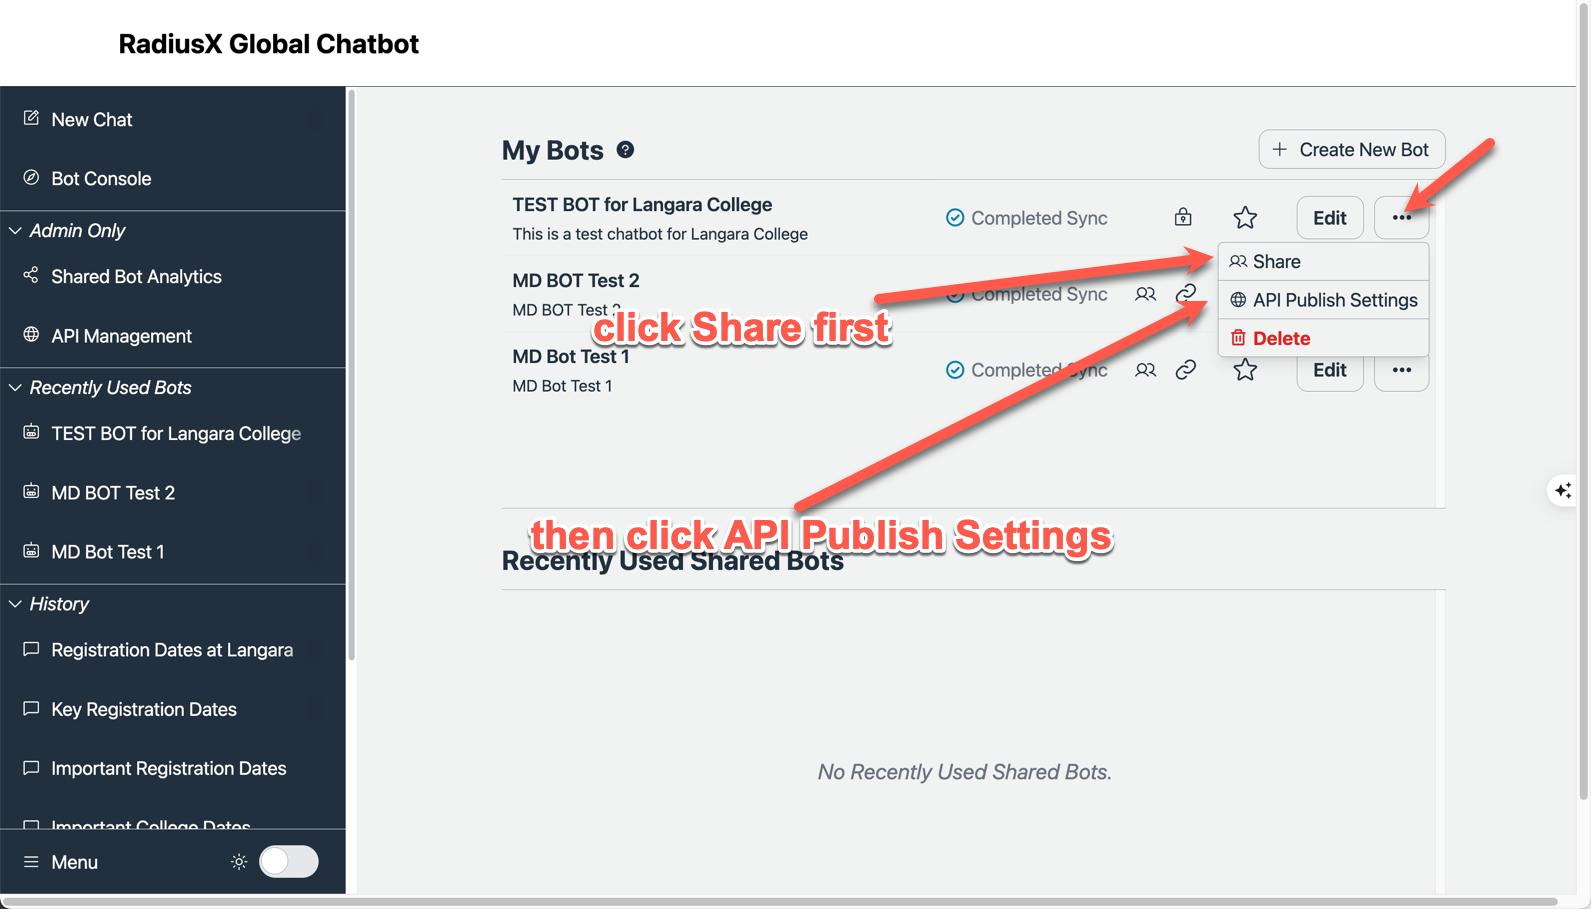 RadiusX Global Chatbot
New Chat
Bot Console
Admin Only
Shared Bot Analytics
API Management
Recently Used Bots
TEST BOT for Langara College
MD BOT Test 2
MD Bot Test 1
History
Registration Dates at Langara
Key Registration Dates
Important Registration Dates
Important College Dates
Menu
My Bots ?
+ Create New Bot
TEST BOT for Langara College
This is a test chatbot for Langara College
Completed Sync
Edit
...
Share
API Publish Settings
Delete
MD BOT Test 2
MD BOT Test 2
Completed Sync
click Share first
MD Bot Test 1
MD Bot Test 1
Completed Sync
Edit
...
then click API Publish Settings
Recently Used Shared Bots
No Recently Used Shared Bots.